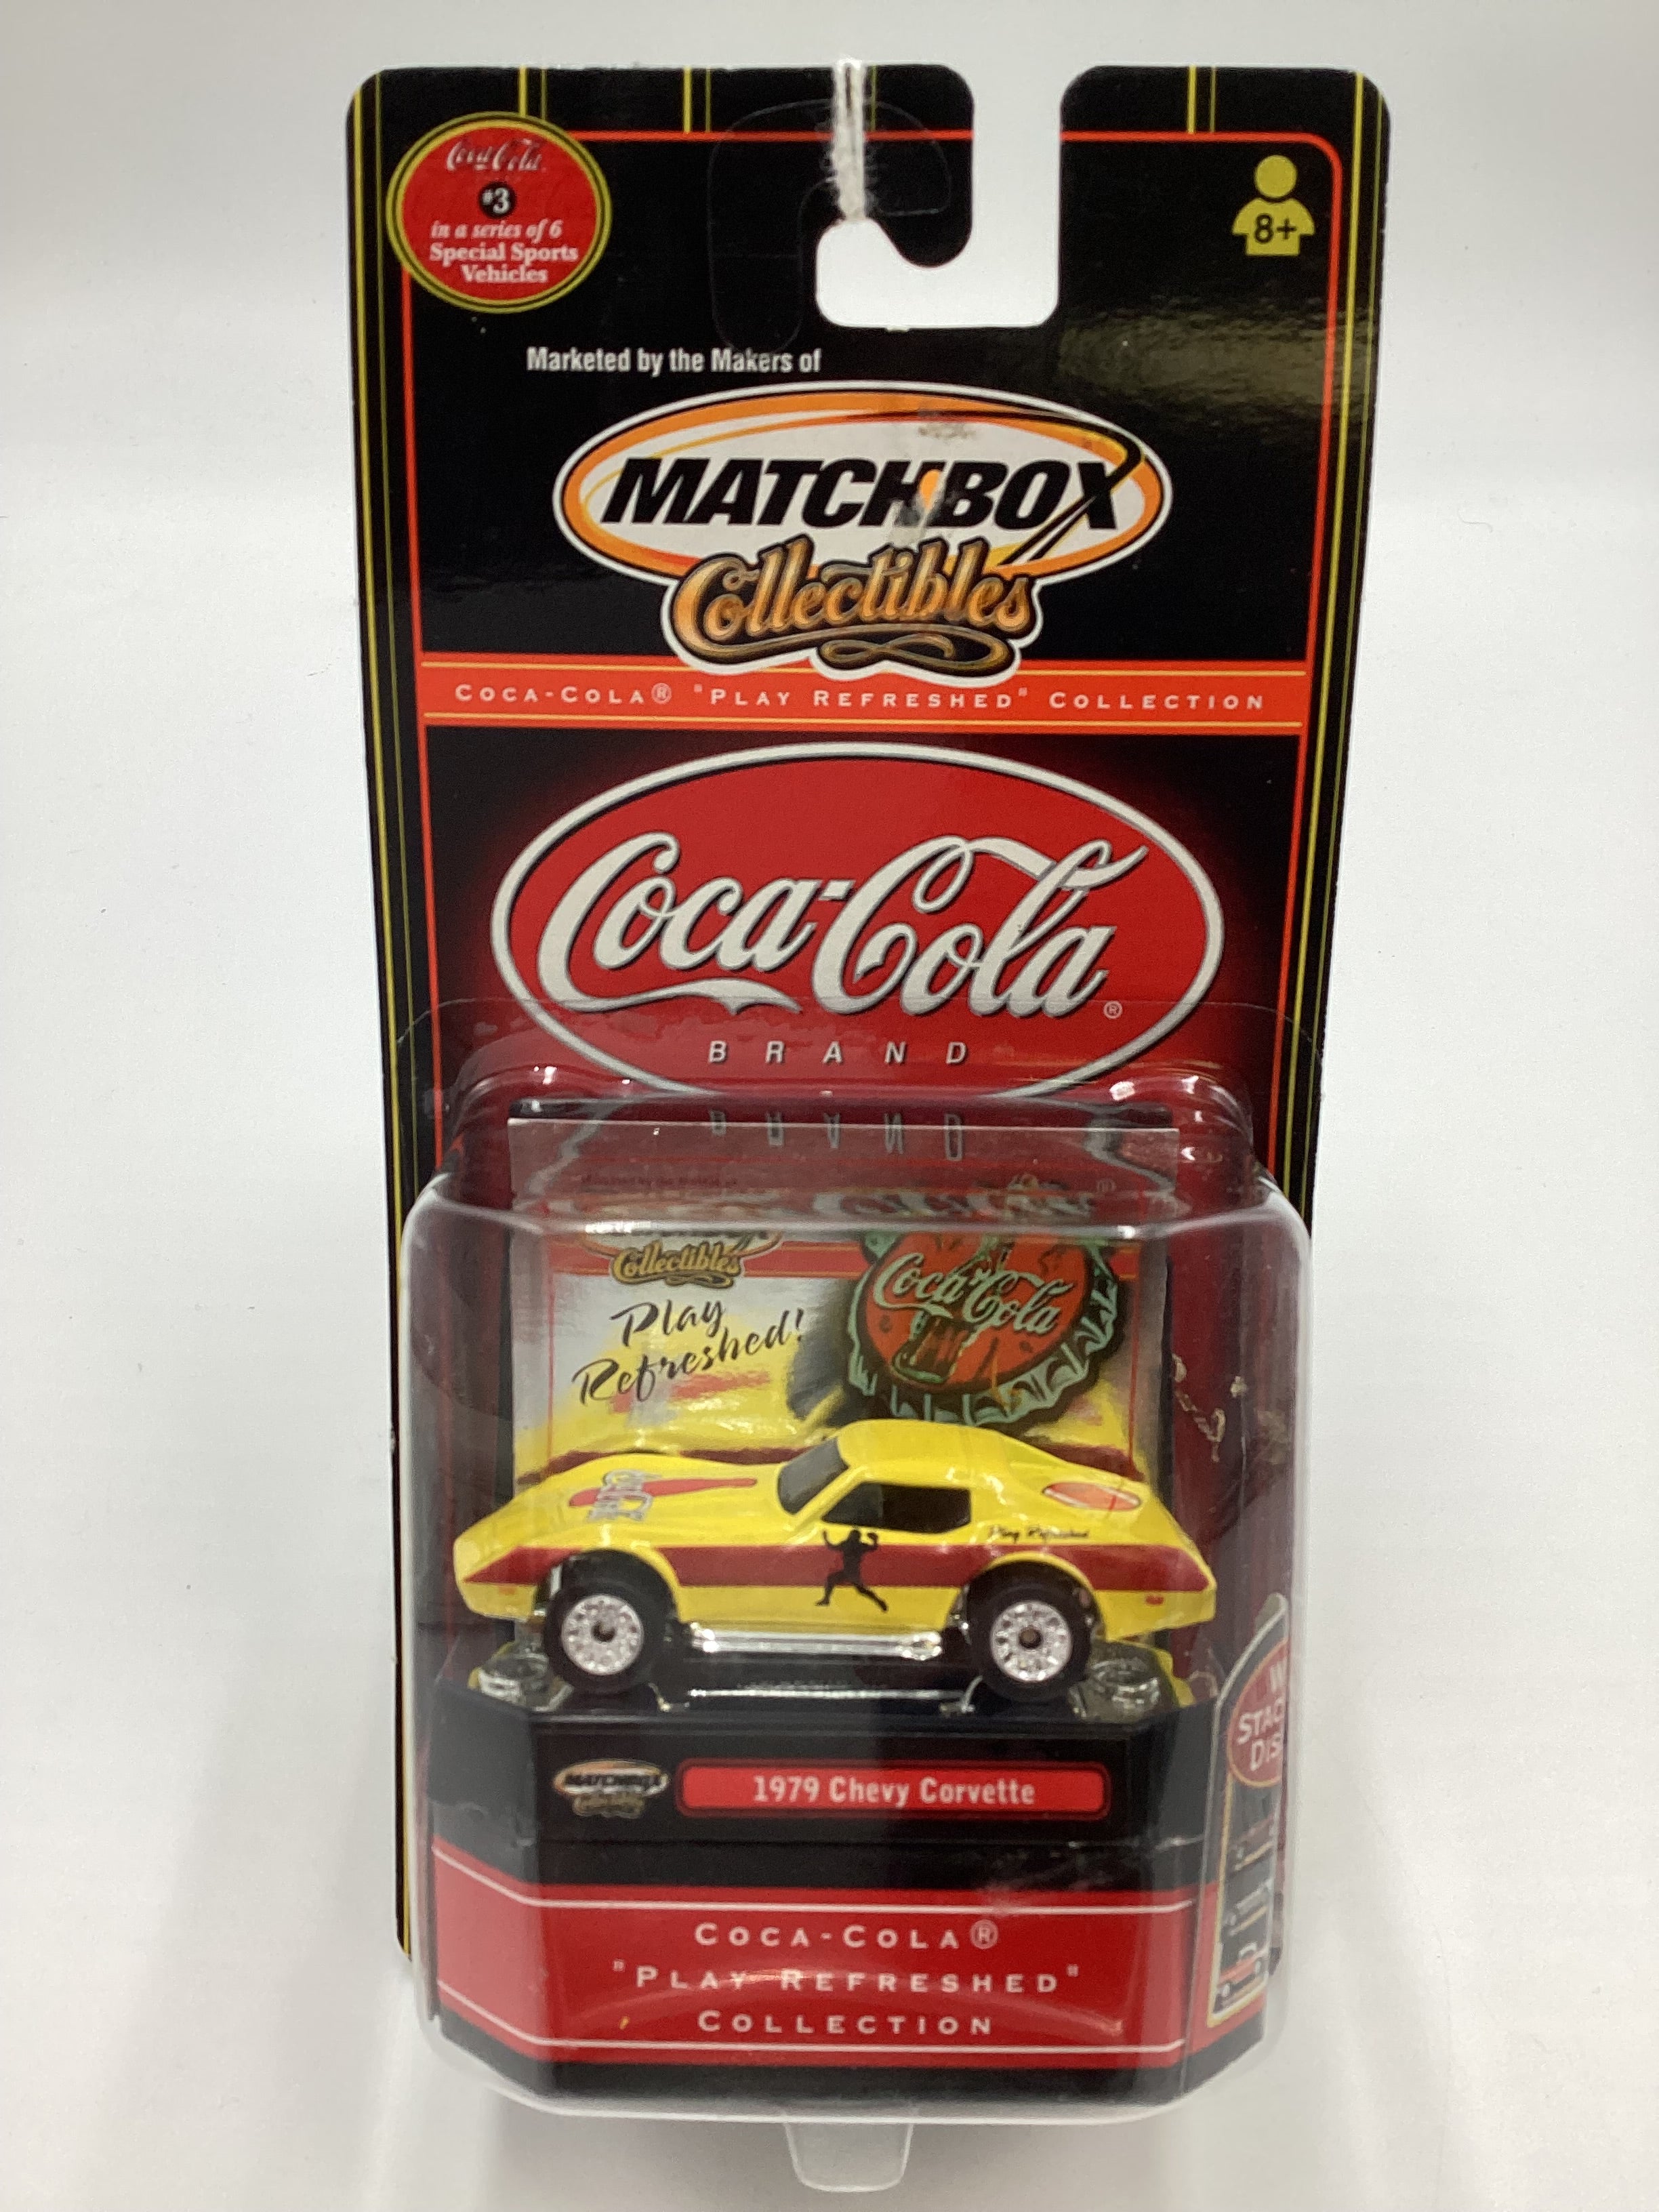 Coca-Cola
#3
in a series of 6
Special Sports
Vehicles
8+
Marketed by the Makers of
MATCHBOX
Collectibles
COCA-COLA® "PLAY REFRESHED" COLLECTION
Coca-Cola®
BRAND
Collectibles
Play
Refreshed!
Coca-Cola
Play Refreshed
MATCHBOX
Collectibles
1979 Chevy Corvette
COCA-COLA®
"PLAY REFRESHED"
COLLECTION